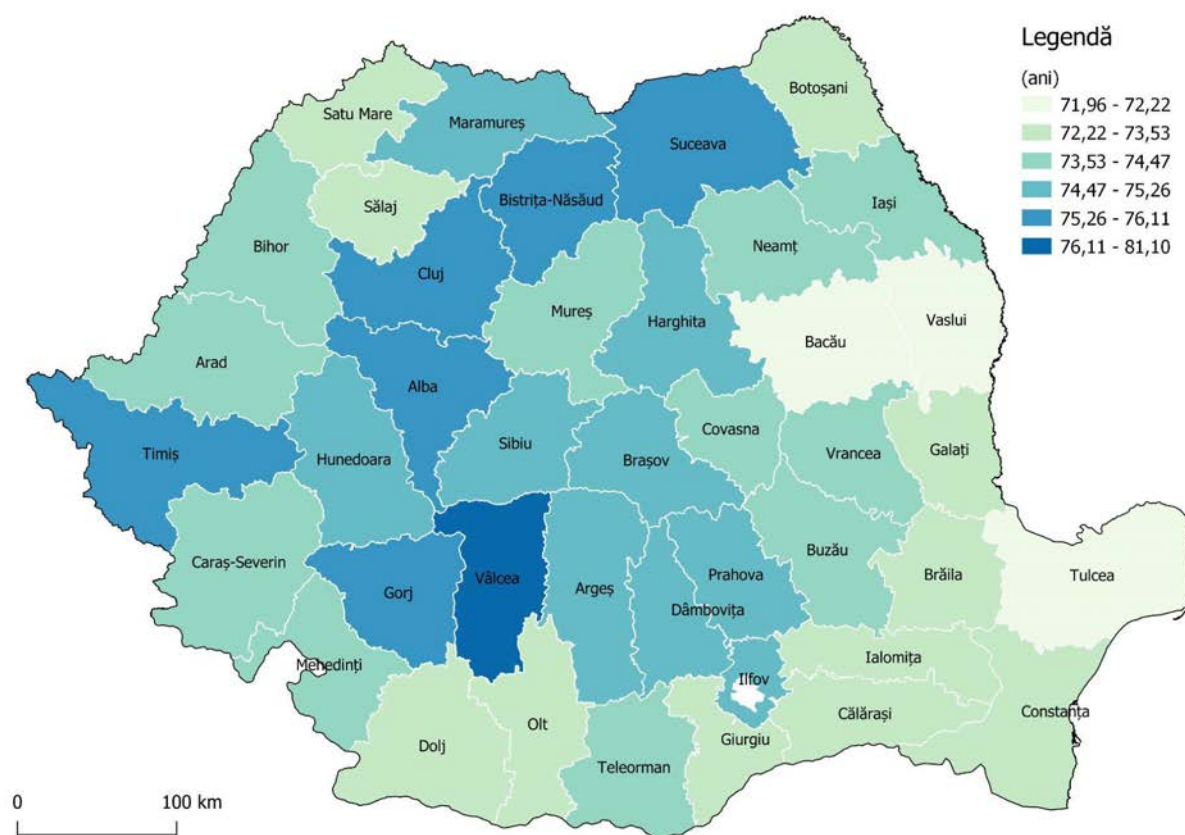 Legendă
(ani)
71,96 - 72,22
72,22 - 73,53
73,53 - 74,47
74,47 - 75,26
75,26 - 76,11
76,11 - 81,10
Botoșani
Satu Mare
Maramureș
Suceava
Bistrița-Năsăud
Sălaj
Iași
Bihor
Neamț
Cluj
Mureș
Harghita
Vaslui
Bacău
Arad
Alba
Covasna
Sibiu
Timiș
Hunedoara
Brașov
Vrancea
Galați
Caraș-Severin
Buzău
Vâlcea
Prahova
Tulcea
Gorj
Argeș
Brăila
Dâmbovița
Mehedinți
Ialomița
Ilfov
Constanța
Călărași
Olt
Giurgiu
Dolj
Teleorman
0 100 km